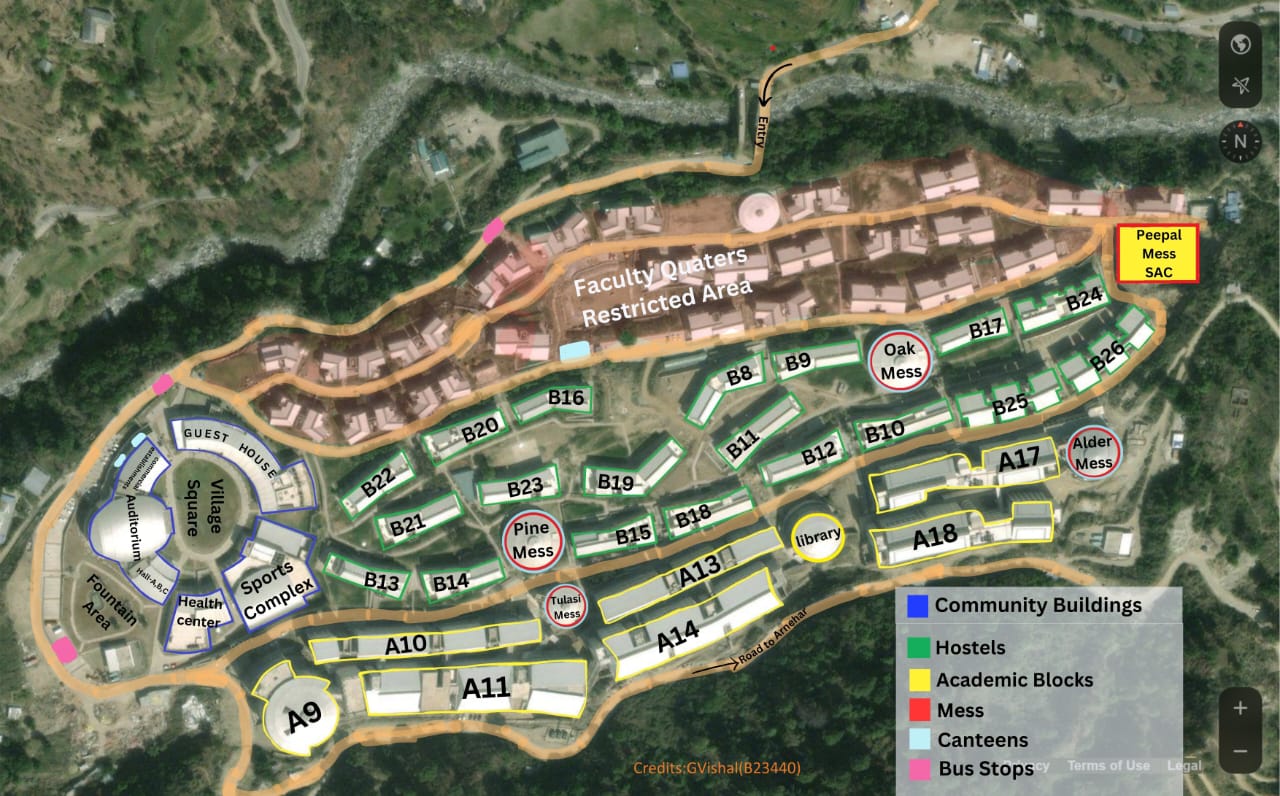 Entry
N
Peepal
Mess
SAC
Faculty Quaters
Restricted Area
B24
B17
Oak
Mess
B26
B9
B8
B16
B25
B20
B11
B12
B10
GUEST HOUSE
Alder
Mess
A17
B22
B23
B19
commercial
establishments
Village
Square
Auditorium
B21
Pine
Mess
B15
B18
library
A18
Hall-A,B,C
Sports
Complex
B13
B14
A13
Fountain
Area
Health
center
Tulasi
Mess
A10
A14
Road to Arnehar
A11
A9
Community Buildings
Hostels
Academic Blocks
Mess
Canteens
Bus Stops
Terms of Use
Legal
Credits:GVishal(B23440)
+
−